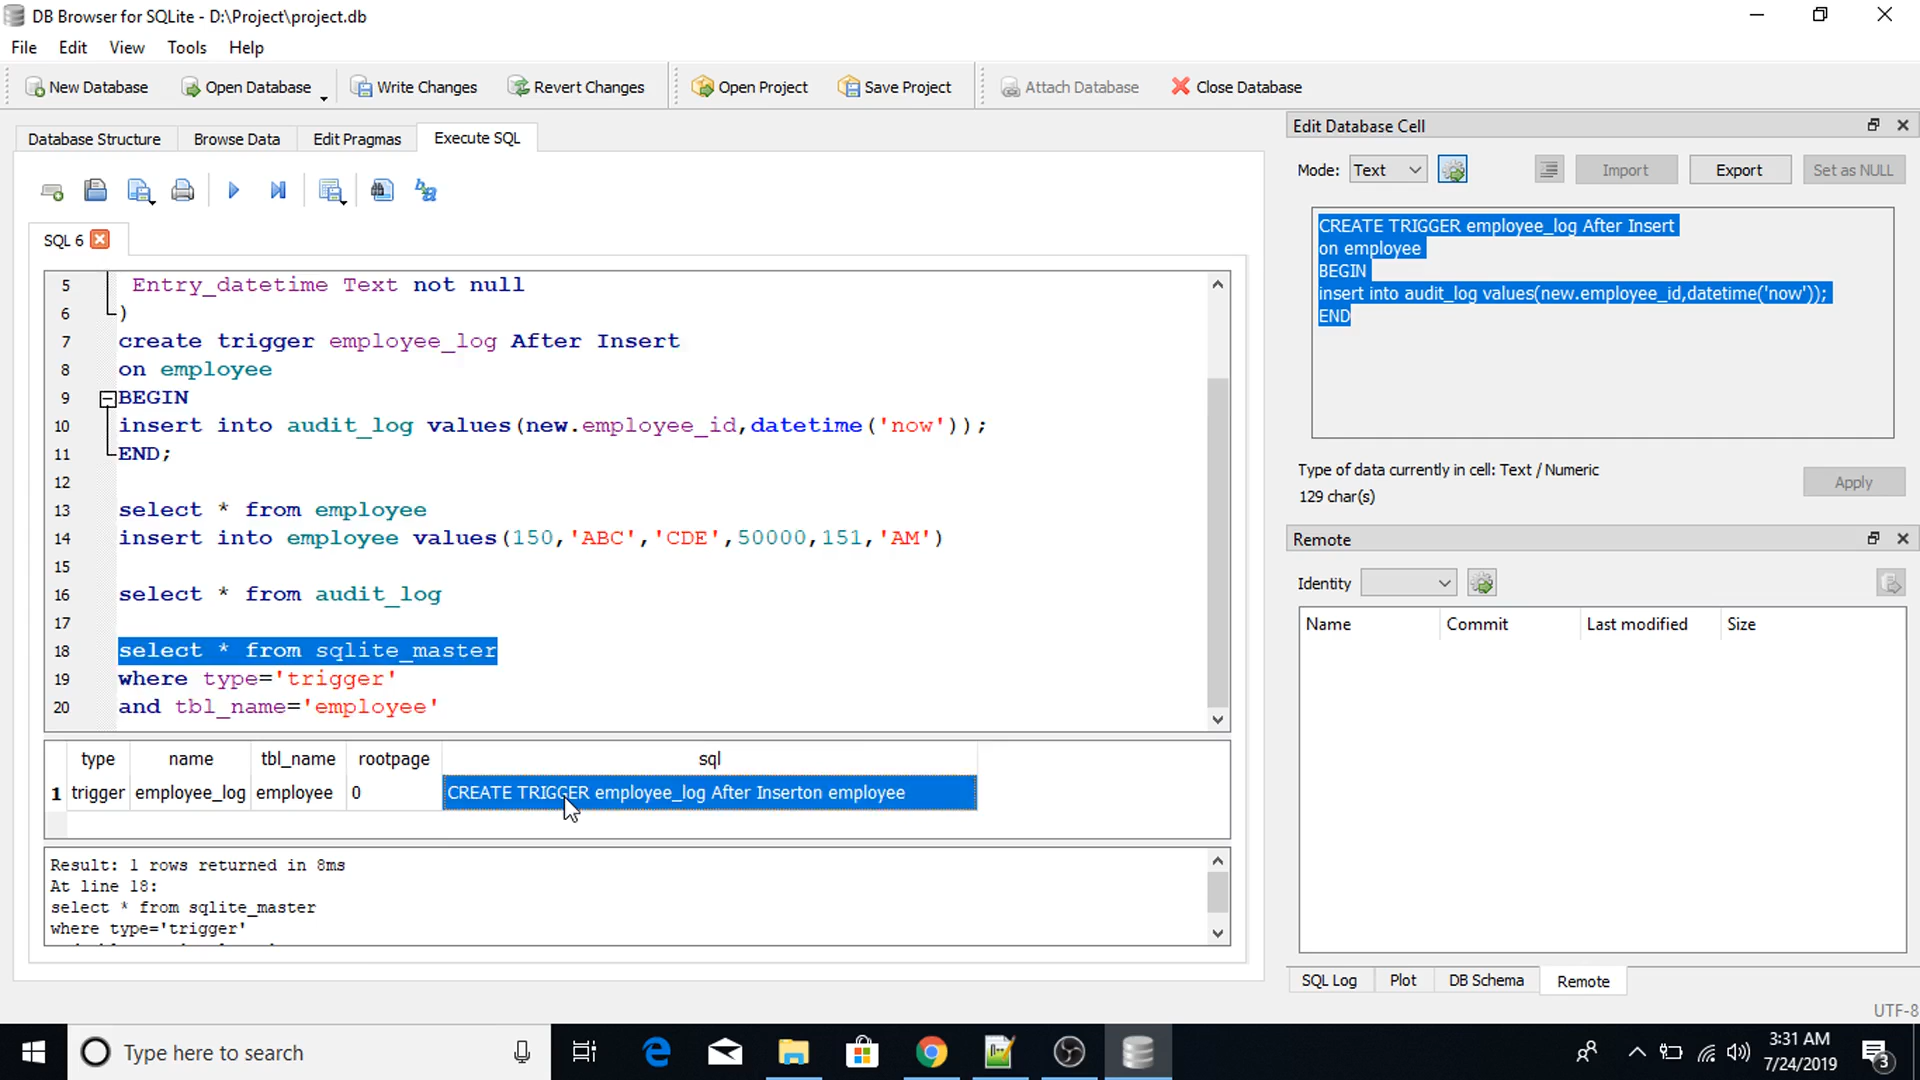 DB Browser for SQLite - D:\Project\project.db
File Edit View Tools Help
New Database Open Database Write Changes Revert Changes Open Project Save Project Attach Database Close Database
Database Structure Browse Data Edit Pragmas Execute SQL
SQL 6
5 Entry_datetime Text not null
6 )
7 create trigger employee_log After Insert
8 on employee
9 BEGIN
10 insert into audit_log values(new.employee_id,datetime('now'));
11 END;
12
13 select * from employee
14 insert into employee values(150,'ABC','CDE',50000,151,'AM')
15
16 select * from audit_log
17
18 select * from sqlite_master
19 where type='trigger'
20 and tbl_name='employee'
type name tbl_name rootpage sql
1 trigger employee_log employee 0 CREATE TRIGGER employee_log After Inserton employee
Result: 1 rows returned in 8ms
At line 18:
select * from sqlite_master
where type='trigger'
Edit Database Cell
Mode: Text Import Export Set as NULL
CREATE TRIGGER employee_log After Insert
on employee
BEGIN
insert into audit_log values(new.employee_id,datetime('now'));
END
Type of data currently in cell: Text / Numeric
129 char(s)
Apply
Remote
Identity
Name Commit Last modified Size
SQL Log Plot DB Schema Remote
UTF-8
Type here to search
3:31 AM
7/24/2019
3